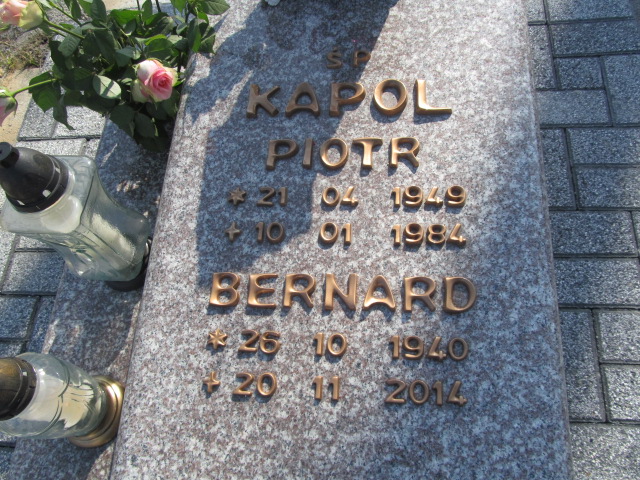 ŚP
KAPOL
PIOTR
* 21 04 1949
+ 10 01 1984
BERNARD
* 26 10 1940
+ 20 11 2014